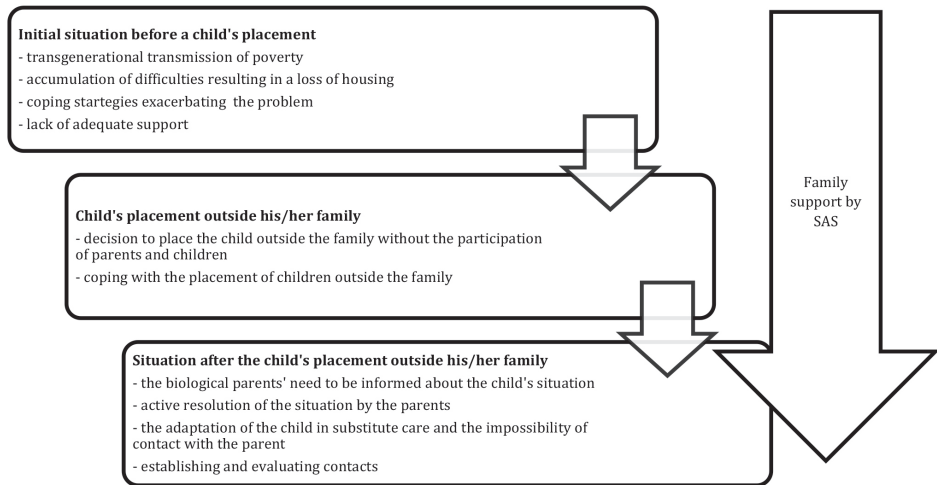 Initial situation before a child's placement
- transgenerational transmission of poverty
- accumulation of difficulties resulting in a loss of housing
- coping startegies exacerbating  the problem
- lack of adequate support
Child's placement outside his/her family
- decision to place the child outside the family without the participation
of parents and children
- coping with the placement of children outside the family
Situation after the child's placement outside his/her family
- the biological parents' need to be informed about the child's situation
- active resolution of the situation by the parents
- the adaptation of the child in substitute care and the impossibility of
contact with the parent
- establishing and evaluating contacts
Family
support by
SAS